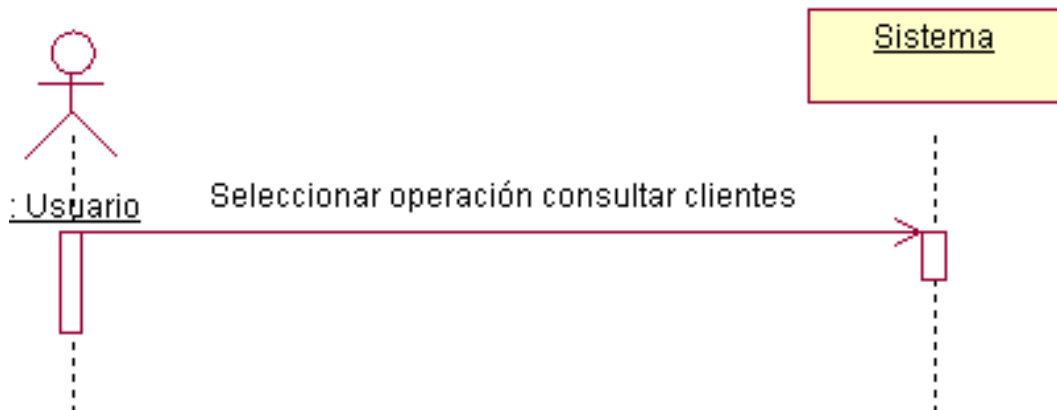 Sistema
: Usuario
Seleccionar operación consultar clientes